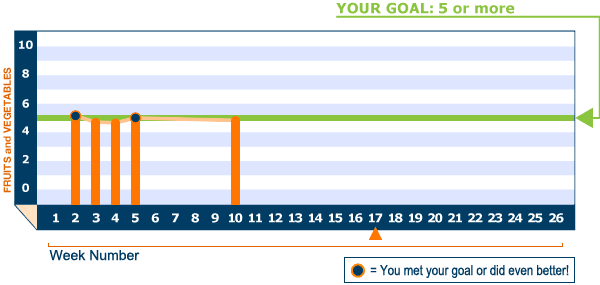 YOUR GOAL: 5 or more
FRUITS and VEGETABLES
10
8
6
4
2
0
1 2 3 4 5 6 7 8 9 10 11 12 13 14 15 16 17 18 19 20 21 22 23 24 25 26
Week Number
= You met your goal or did even better!